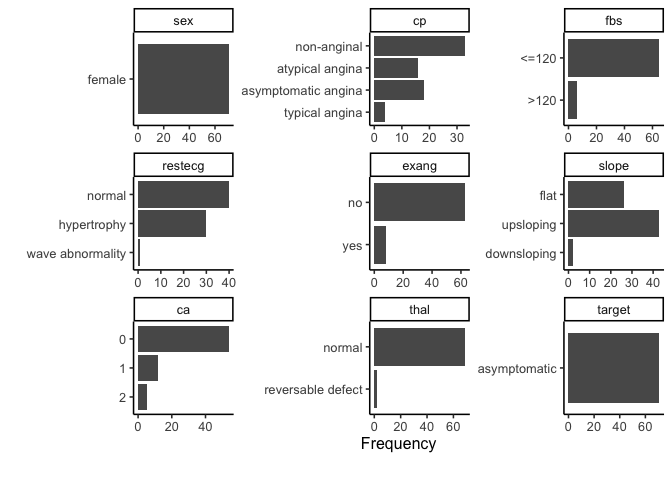 sex
female
0 20 40 60
cp
non-anginal
atypical angina
asymptomatic angina
typical angina
0 10 20 30
fbs
<=120
>120
0 20 40 60
restecg
normal
hypertrophy
wave abnormality
0 10 20 30 40
exang
no
yes
0 20 40 60
slope
flat
upsloping
downsloping
0 10 20 30 40
ca
0
1
2
0 20 40
thal
normal
reversable defect
0 20 40 60
target
asymptomatic
0 20 40 60
Frequency